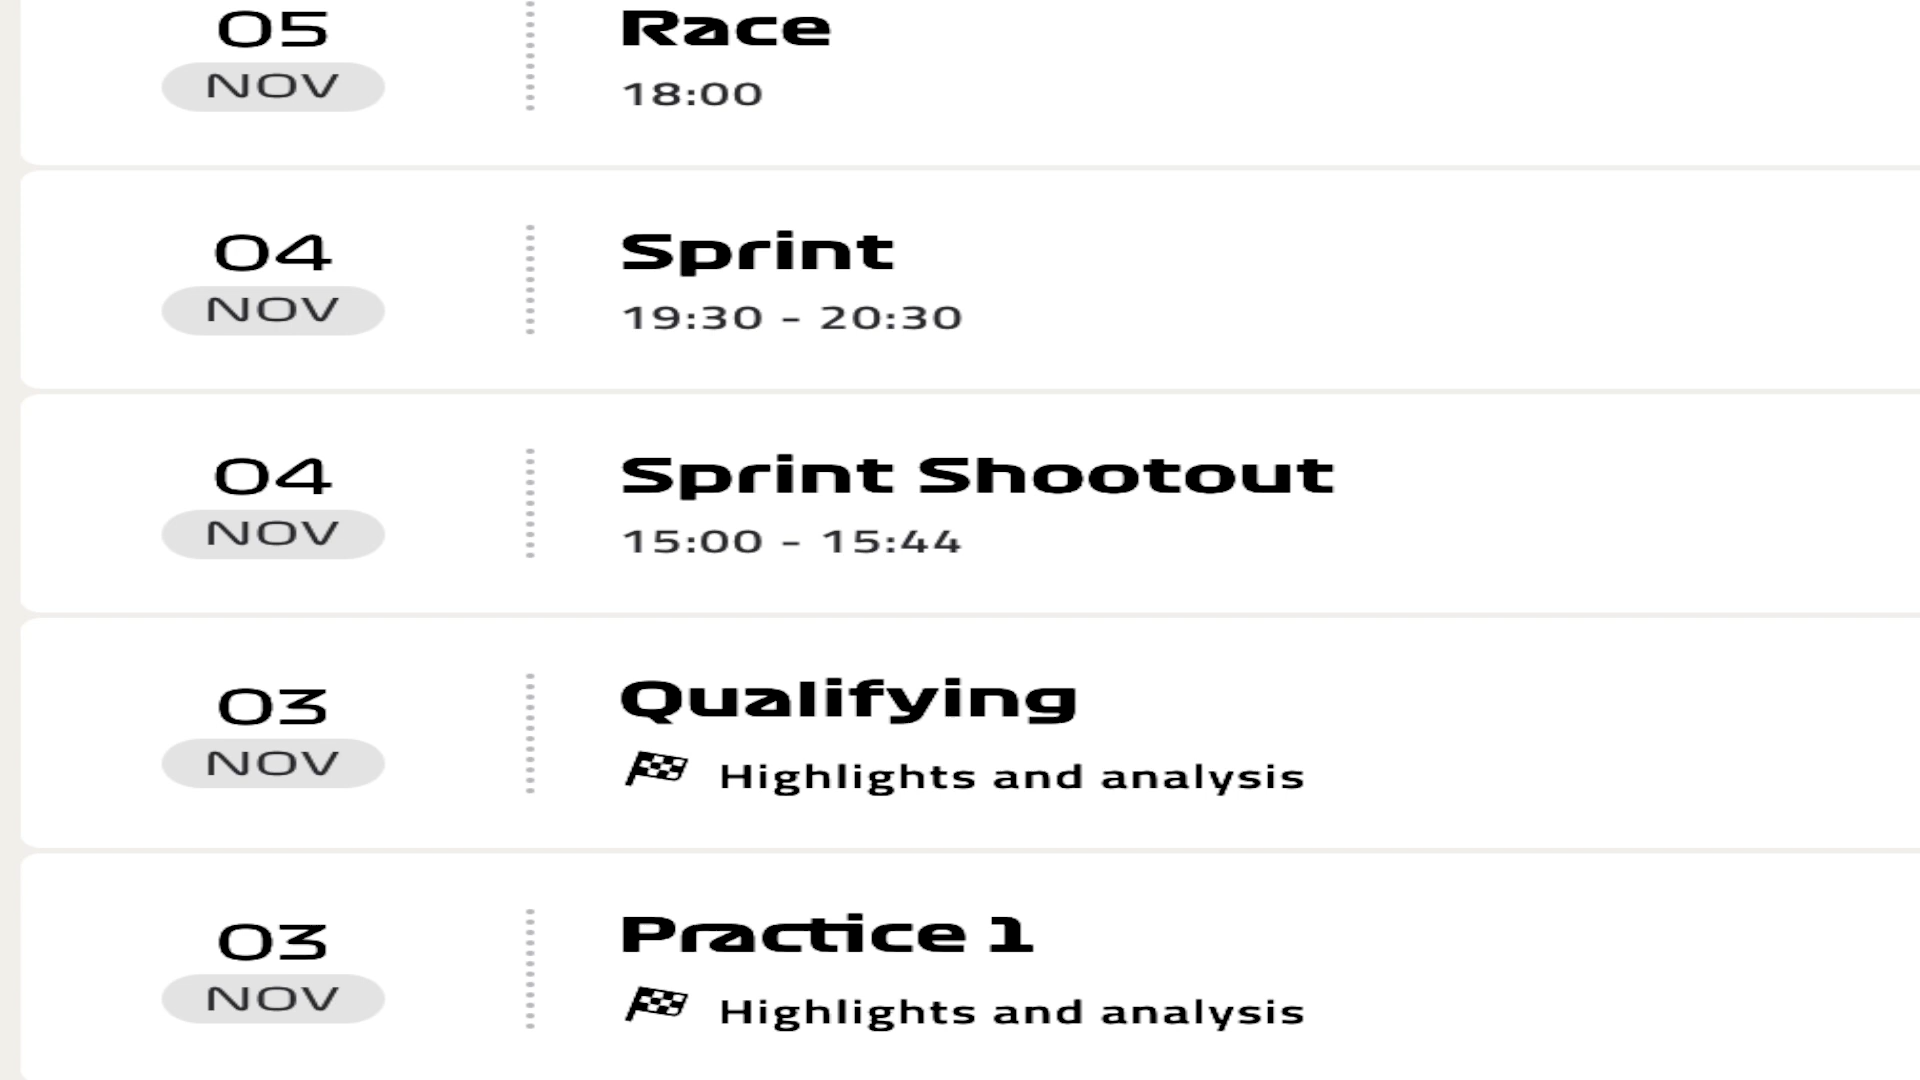 05
NOV
Race
18:00
04
NOV
Sprint
19:30 - 20:30
04
NOV
Sprint Shootout
15:00 - 15:44
03
NOV
Qualifying
Highlights and analysis
03
NOV
Practice 1
Highlights and analysis